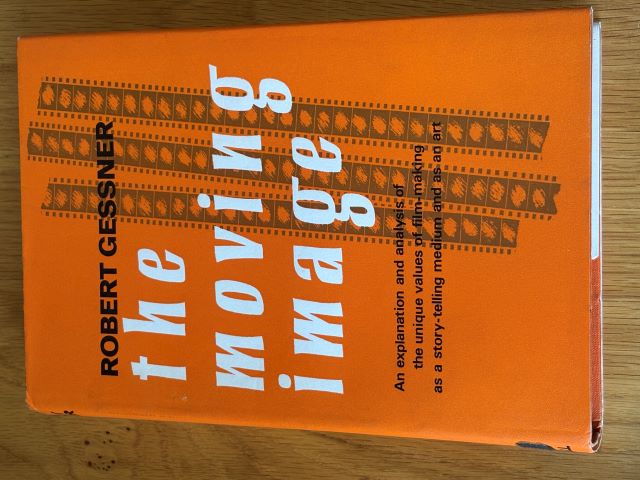 ROBERT GESSNER
the
moving
image
An explanation and analysis of
the unique values of film-making
as a story-telling medium and as an art